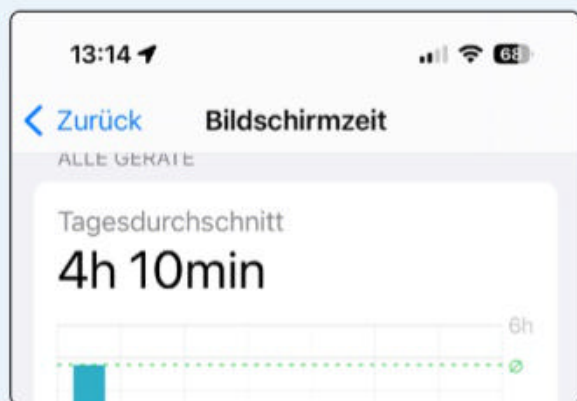 13:14
68
Zurück
Bildschirmzeit
ALLE GERÄTE
Tagesdurchschnitt
4h 10min
6h
Ø